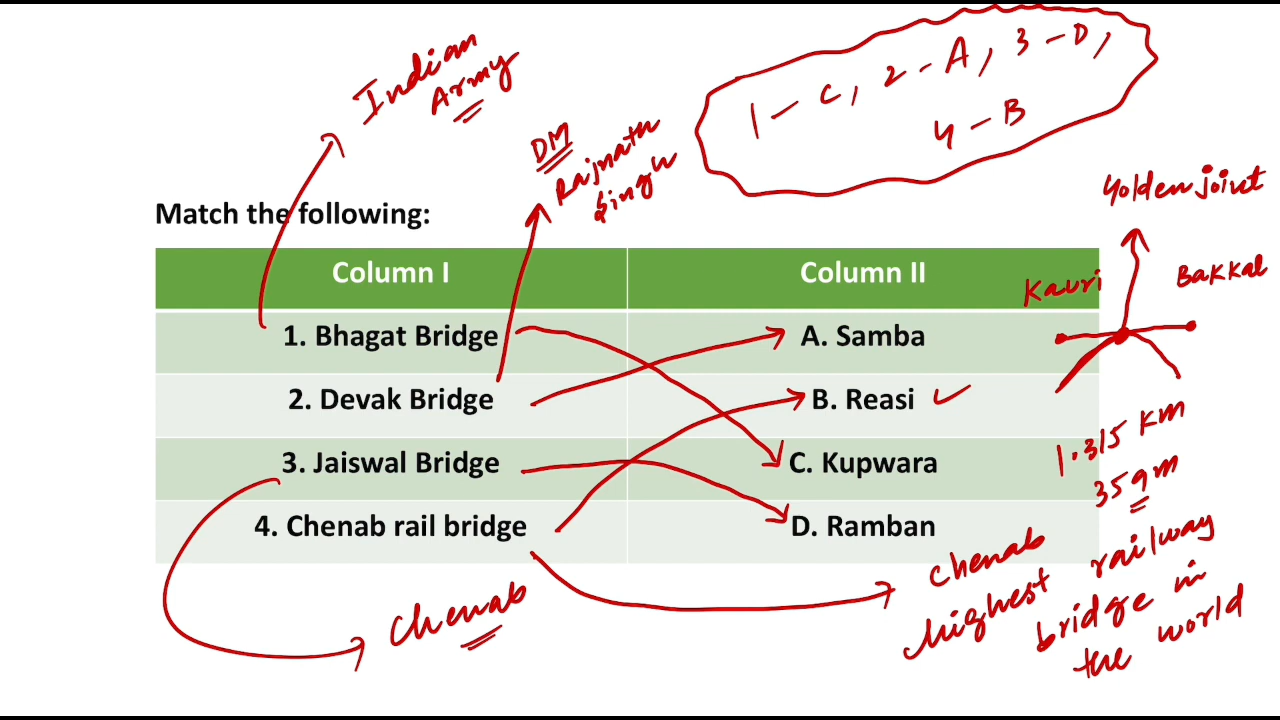 Indian
Army
DM
Rajnath
Singh
1 - C, 2 - A, 3 - D,
4 - B
Golden joint
Kauri
Bakkal
Match the following:
Column I Column II
1. Bhagat Bridge A. Samba
2. Devak Bridge B. Reasi
3. Jaiswal Bridge C. Kupwara
4. Chenab rail bridge D. Ramban
1.315 KM
359m
Chenab
chenab
highest railway
bridge in
the world